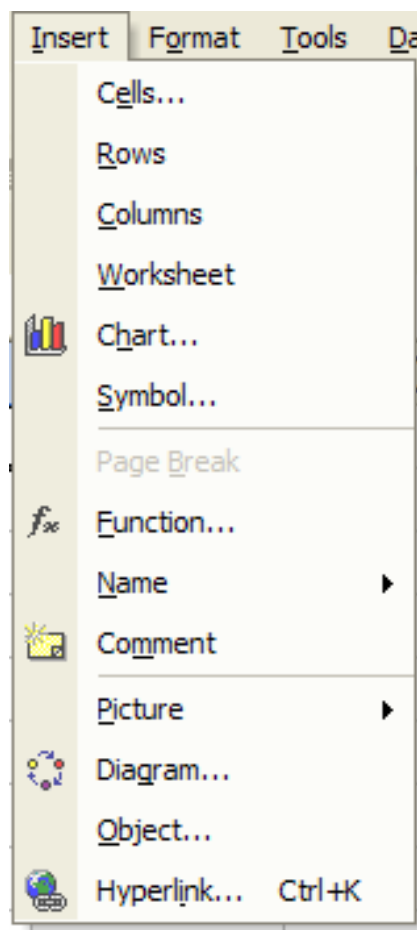 Insert Format Tools Da
Cells...
Rows
Columns
Worksheet
Chart...
Symbol...
Page Break
Function...
Name
Comment
Picture
Diagram...
Object...
Hyperlink... Ctrl+K